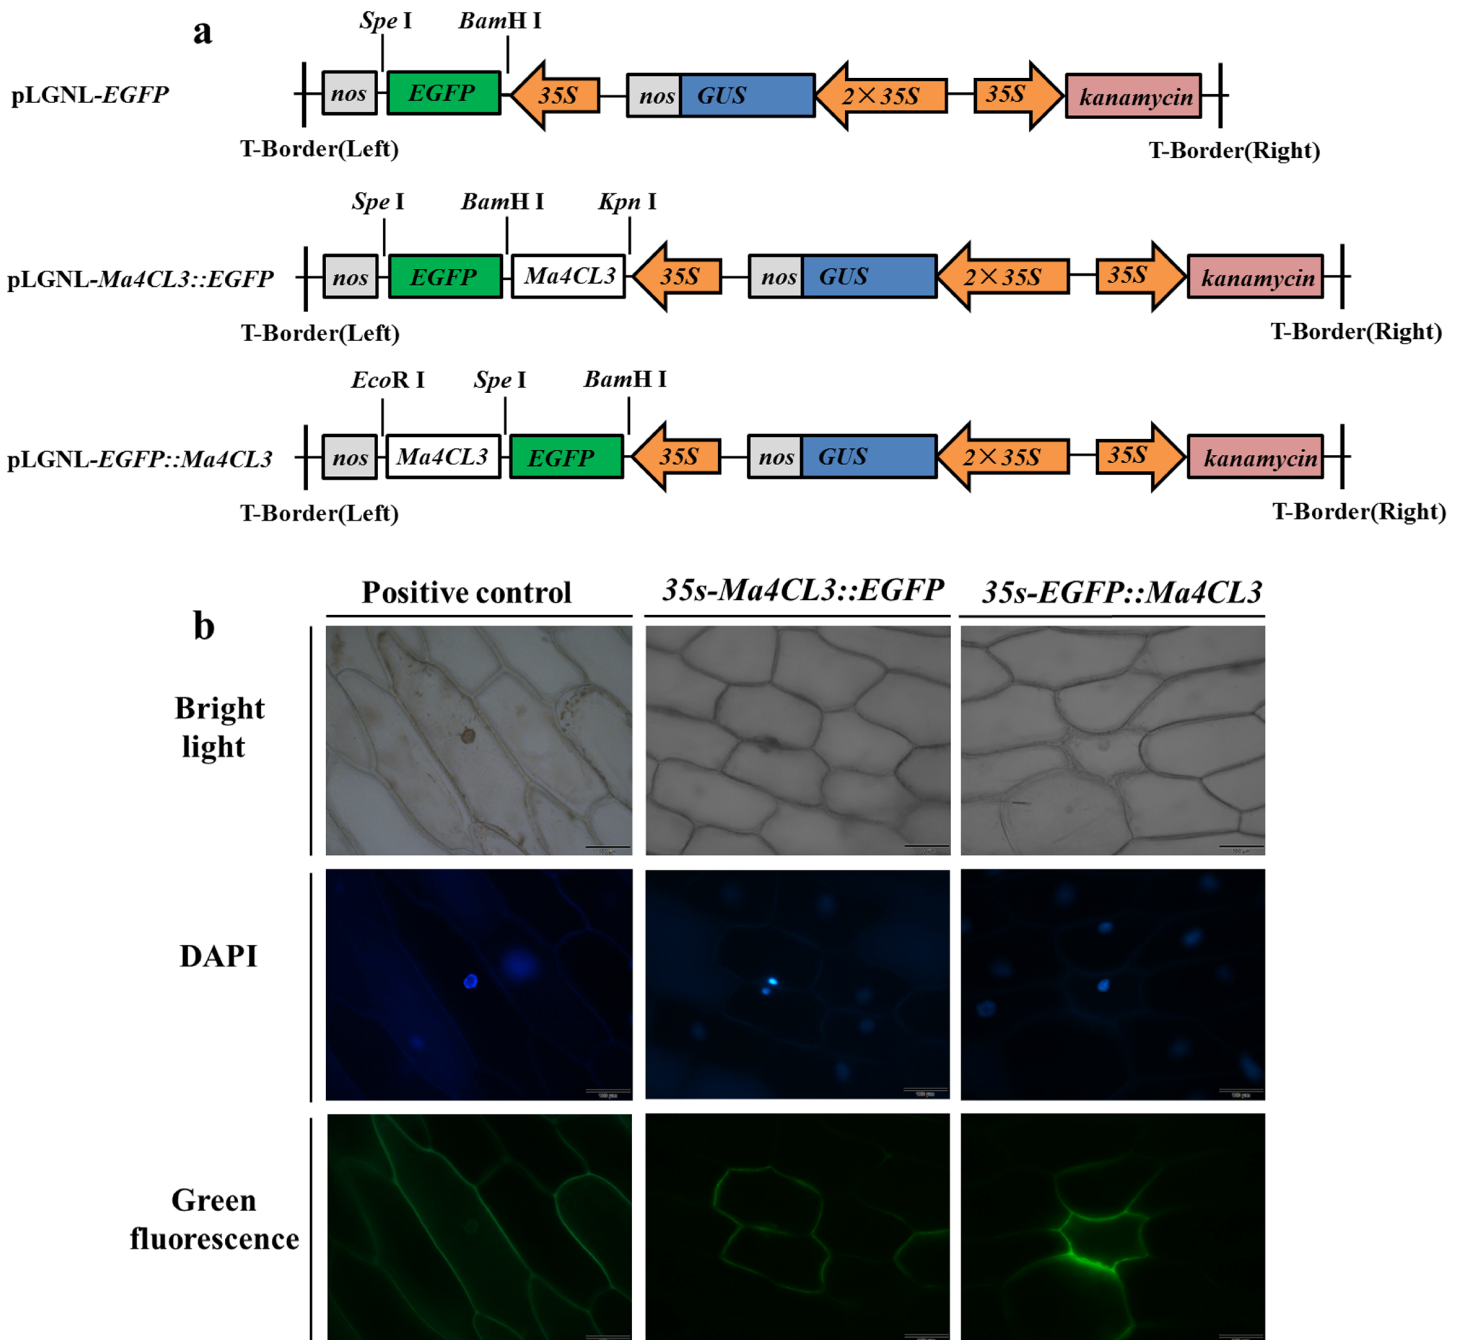 a
Spe I BamH I
pLGNL-EGFP nos EGFP 35S nos GUS 2×35S 35S kanamycin
T-Border(Left) T-Border(Right)
Spe I BamH I Kpn I
pLGNL-Ma4CL3::EGFP nos EGFP Ma4CL3 35S nos GUS 2×35S 35S kanamycin
T-Border(Left) T-Border(Right)
EcoR I Spe I BamH I
pLGNL-EGFP::Ma4CL3 nos Ma4CL3 EGFP 35S nos GUS 2×35S 35S kanamycin
T-Border(Left) T-Border(Right)
b
Positive control 35s-Ma4CL3::EGFP 35s-EGFP::Ma4CL3
Bright
light
DAPI
Green
fluorescence